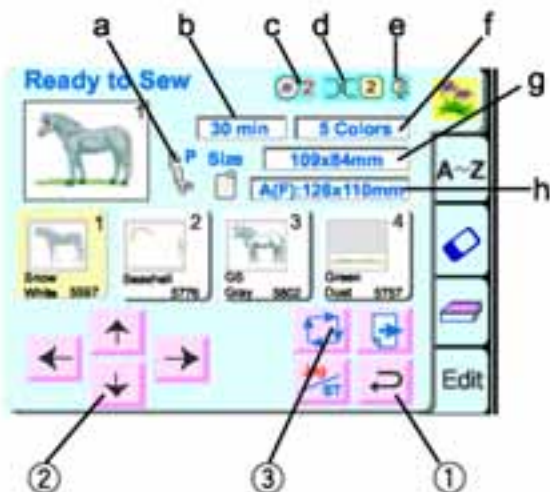 a b c d e f
Ready to Sew 2 2
g
1
30 min 5 Colors
P Size 109x84mm
A~Z
A(F):126x110mm h
1 2 3 4
Snow
White 5597
Seashell
5776
GS
Gray 5802
Green
Dust 5757
ST
Edit
② ③ ①